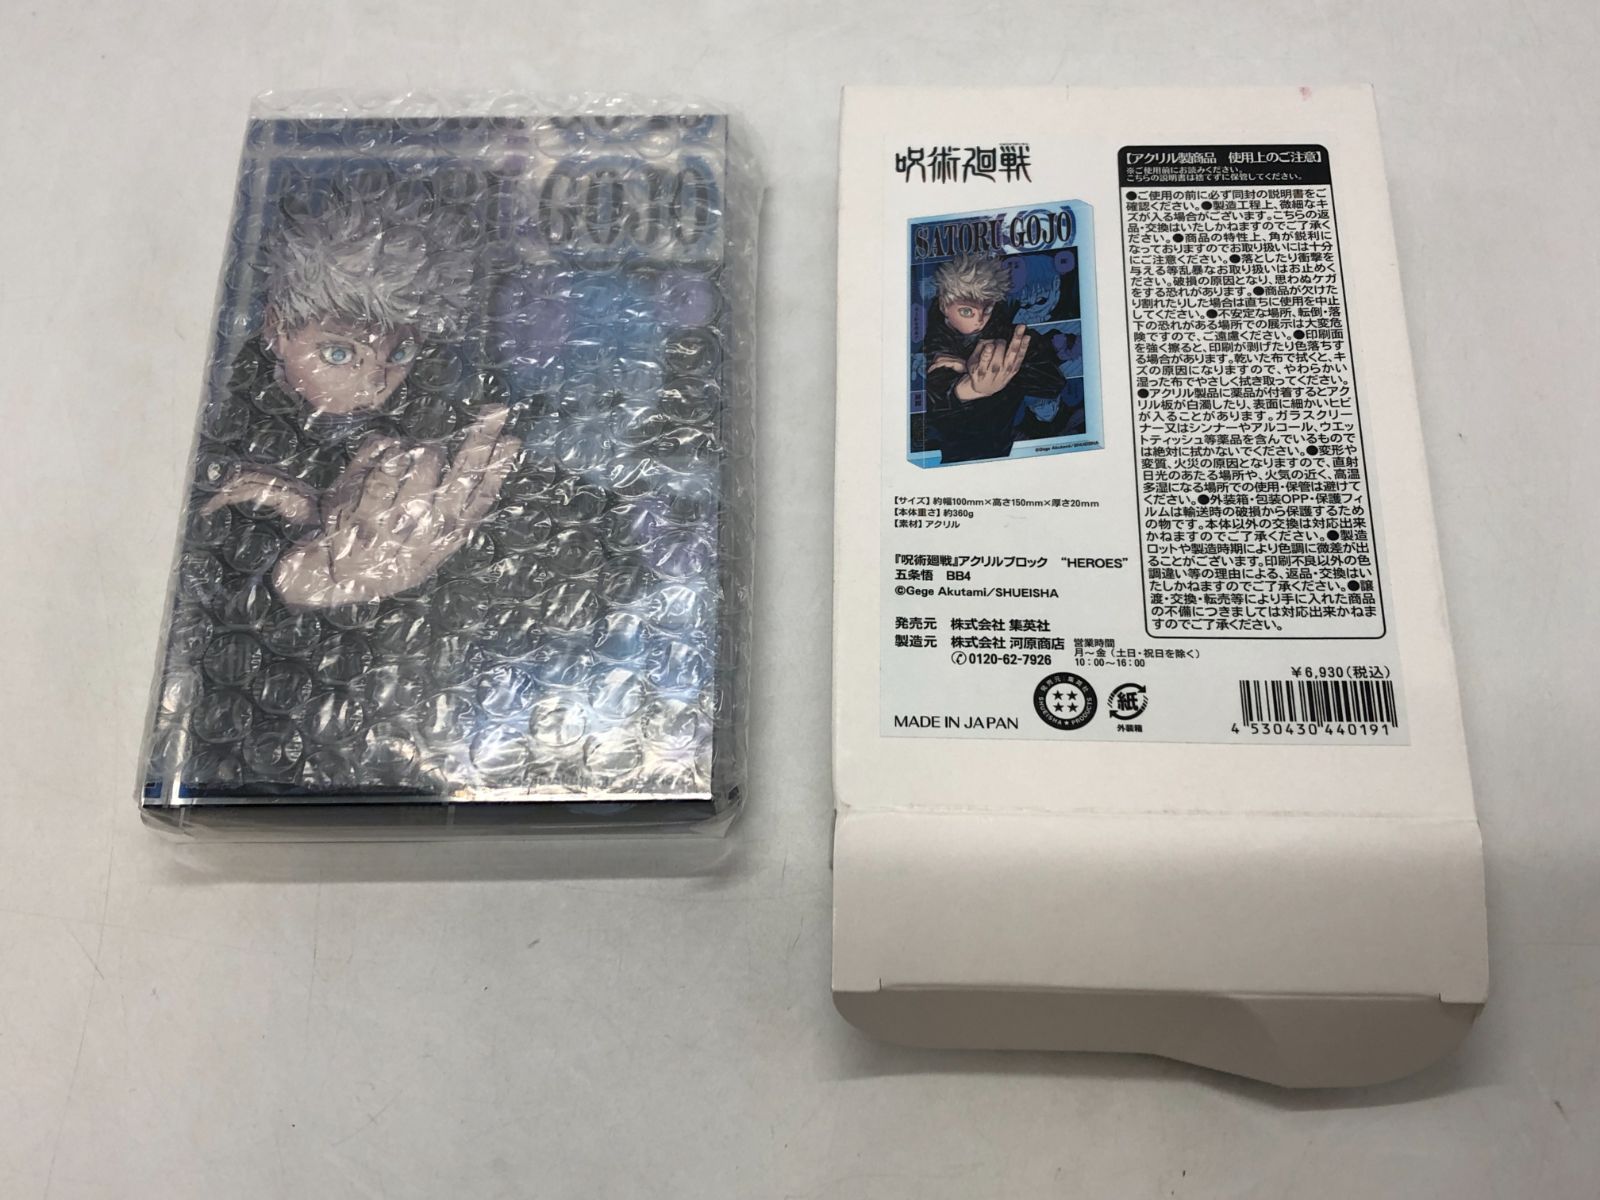 SATORU GOJO
呪術廻戦
SATORU GOJO
©Gege Akutami/SHUEISHA
【サイズ】約幅100mm×高さ150mm×厚さ20mm
【本体重さ】約360g
【素材】アクリル
『呪術廻戦』アクリルブロック "HEROES"
五条悟 BB4
©Gege Akutami/SHUEISHA
発売元 株式会社 集英社
製造元 株式会社 河原商店 営業時間
月～金（土日・祝日を除く）
✆0120-62-7926 10：00～16：00
MADE IN JAPAN
発売元：集英社
SHUEISHA★PRODUCTS
紙
外装箱
【アクリル製商品 使用上のご注意】
※ご使用前にお読みください。
こちらの説明書は捨てずに保管してください。
●ご使用の前に必ず同封の説明書をご
確認ください。●製造工程上、微細なキ
ズが入る場合がございます。こちらの返
品・交換はいたしかねますのでご了承くだ
ださい。●商品の特性上、角が鋭利に
なっておりますのでお取り扱いには十分
にご注意ください。●落としたり衝撃を
与える等乱暴なお取り扱いはお止めく
ださい。破損の原因となり、思わぬケガ
をする恐れがあります。●商品が欠けた
り割れたりした場合は直ちに使用を中止
してください。●不安定な場所、転倒・落
下の恐れがある場所での展示は大変危
険ですので、ご遠慮ください。●印刷面
を強く擦ると、印刷が剥げたり色落ちす
る場合があります。乾いた布で拭くと、キ
ズの原因になりますので、やわらかい
湿った布でやさしく拭き取ってください。
●アクリル製品に薬品が付着するとアク
リル板が白濁したり、表面に細かいヒビ
が入ることがあります。ガラスクリー
ナー又はシンナーやアルコール、ウエッ
トティッシュ等薬品を含んでいるもので
は絶対に拭かないでください。●変形や
変質、火災の原因となりますので、直射
日光のあたる場所や、火気の近く、高温
多湿になる場所での使用・保管は避けて
ください。●外装箱・包装OPP・保護フィ
ルムは輸送時の破損から保護するため
の物です。本体以外の交換は対応出来
かねますのでご了承ください。●製造
ロットや製造時期により色調に微差が出
ることがございます。印刷不良以外の色
調違い等の理由による、返品・交換はい
たしかねますのでご了承ください。●譲
渡・交換・転売等により手に入れた商品
の不備につきましては対応出来かねま
すのでご了承ください。
￥6,930(税込)
4 530430 440191